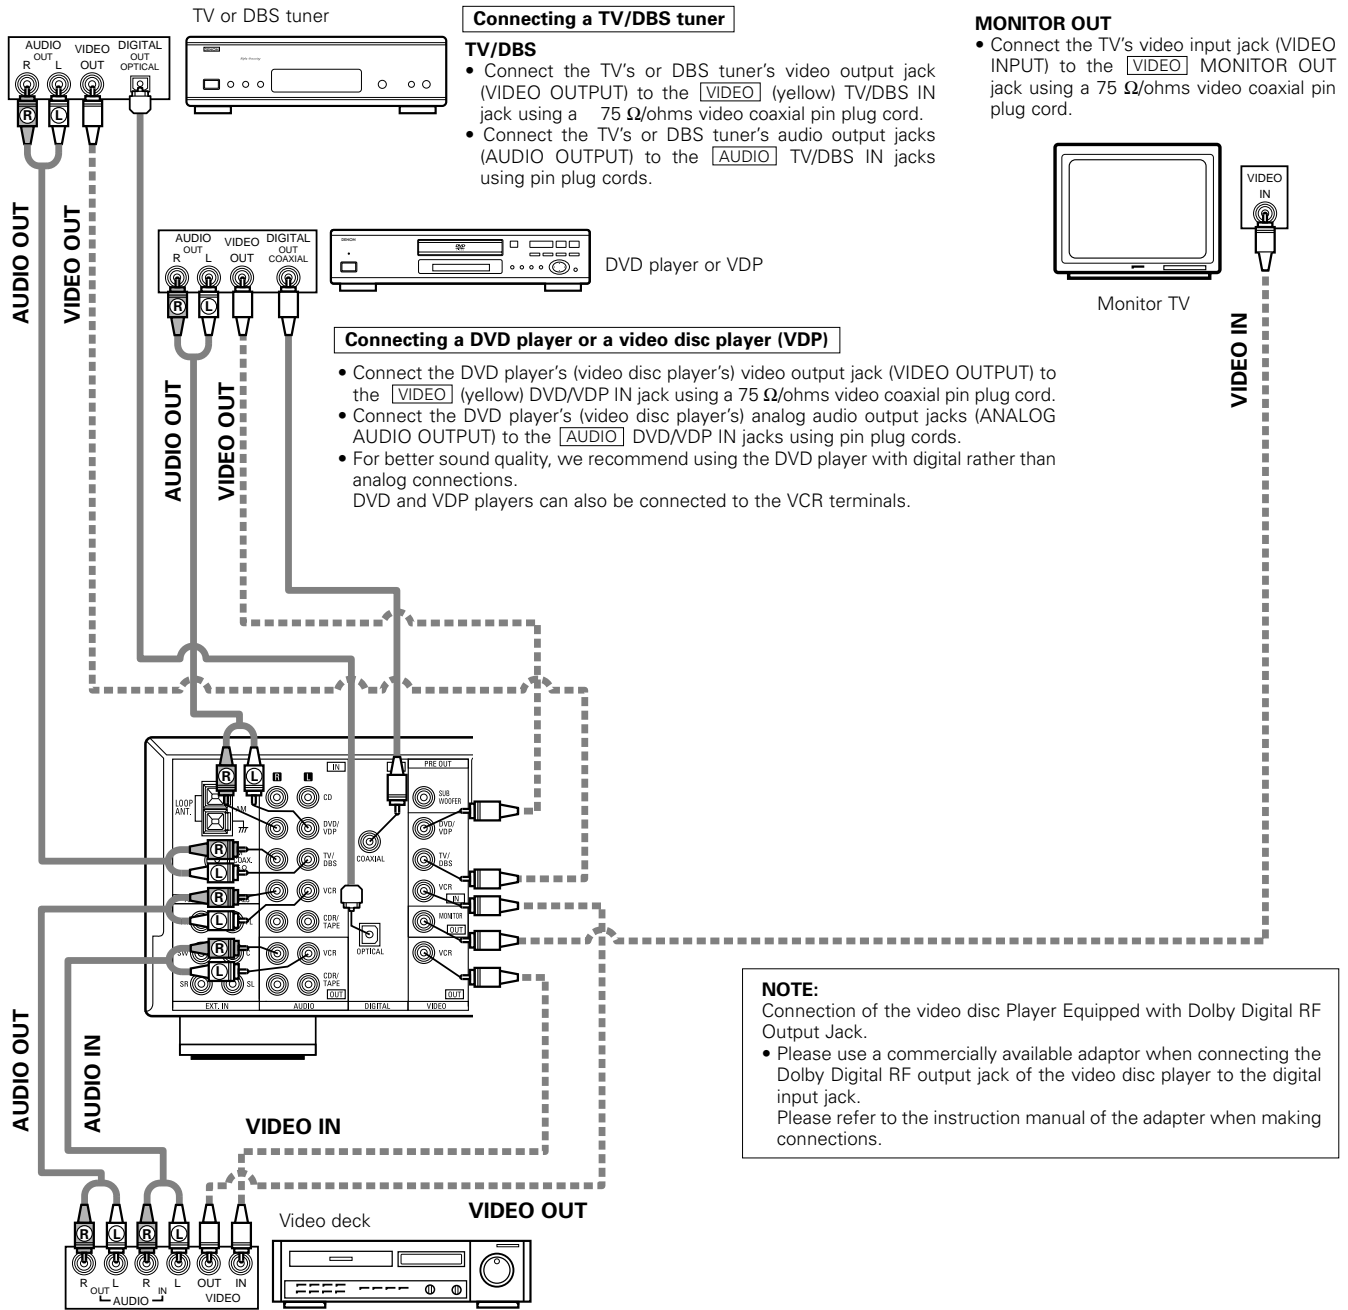 TV or DBS tuner
AUDIO
OUT
R L
VIDEO
OUT
DIGITAL
OUT
OPTICAL
DENON
R L
Connecting a TV/DBS tuner
TV/DBS
• Connect the TV's or DBS tuner's video output jack
(VIDEO OUTPUT) to the VIDEO (yellow) TV/DBS IN
jack using a 75 Ω/ohms video coaxial pin plug cord.
• Connect the TV's or DBS tuner's audio output jacks
(AUDIO OUTPUT) to the AUDIO TV/DBS IN jacks
using pin plug cords.
MONITOR OUT
• Connect the TV's video input jack (VIDEO
INPUT) to the VIDEO MONITOR OUT
jack using a 75 Ω/ohms video coaxial pin
plug cord.
VIDEO
IN
Monitor TV
VIDEO IN
AUDIO OUT
VIDEO OUT
AUDIO
OUT
R L
VIDEO
OUT
DIGITAL
OUT
COAXIAL
R L
DENON
DVD
DVD player or VDP
AUDIO OUT
VIDEO OUT
Connecting a DVD player or a video disc player (VDP)
• Connect the DVD player's (video disc player's) video output jack (VIDEO OUTPUT) to
the VIDEO (yellow) DVD/VDP IN jack using a 75 Ω/ohms video coaxial pin plug cord.
• Connect the DVD player's (video disc player's) analog audio output jacks (ANALOG
AUDIO OUTPUT) to the AUDIO DVD/VDP IN jacks using pin plug cords.
• For better sound quality, we recommend using the DVD player with digital rather than
analog connections.
DVD and VDP players can also be connected to the VCR terminals.
R L
R L
IN
PRE OUT
LOOP
ANT.
AM
CD
SUB
WOOFER
DVD/
VDP
DVD/
VDP
R
COAX.
TV/
DBS
COAXIAL
TV/
DBS
L
R
VCR
VCR
IN
L
CDR/
TAPE
MONITOR
OUT
R
SW
C
VCR
OPTICAL
VCR
L
SR
SL
CDR/
TAPE
OUT
OUT
EXT. IN
AUDIO
DIGITAL
VIDEO
NOTE:
Connection of the video disc Player Equipped with Dolby Digital RF
Output Jack.
• Please use a commercially available adaptor when connecting the
Dolby Digital RF output jack of the video disc player to the digital
input jack.
Please refer to the instruction manual of the adapter when making
connections.
AUDIO OUT
AUDIO IN
VIDEO IN
VIDEO OUT
Video deck
R L R L
R L R L OUT IN
OUT IN
AUDIO
VIDEO